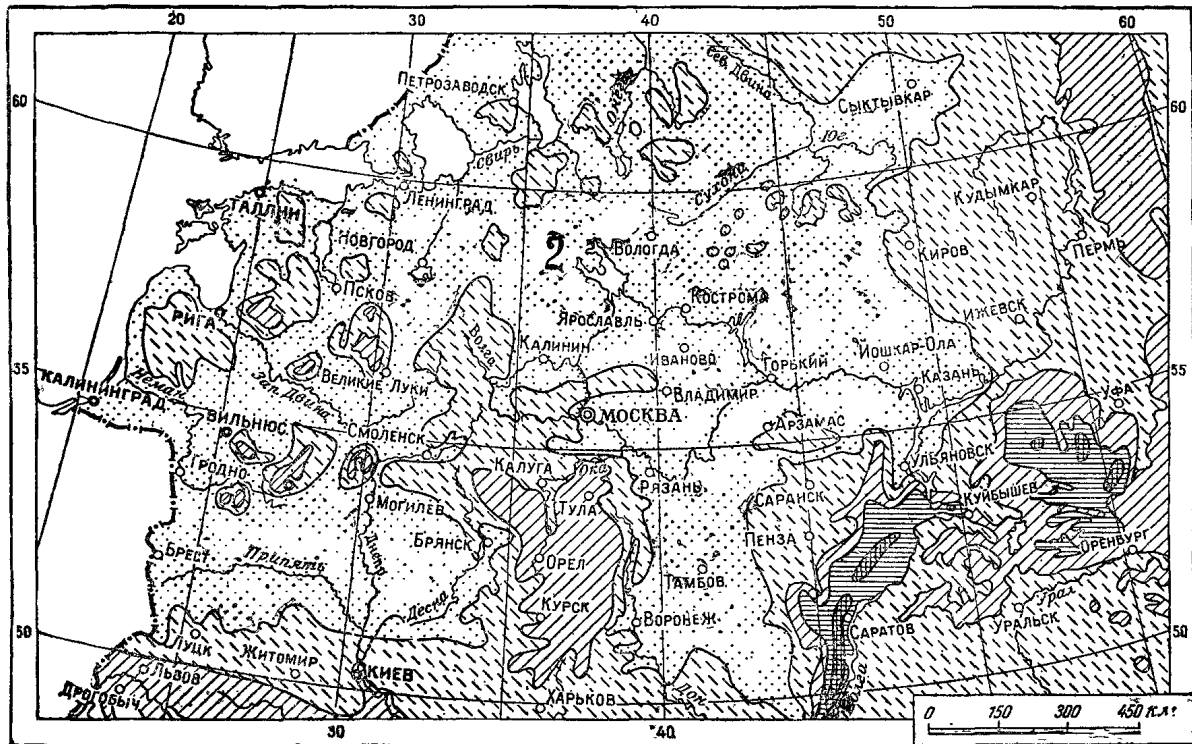 20 30 40 50 60
Петрозаводск
Онега
Сев. Двина
Сыктывкар
60 60
Свирь
Юг
Сухона
Ленинград
Таллин
Кудымкар
Новгород
2
Вологда
Киров
Пермь
Псков
Кострома
Рига
Ярославль
Ижевск
Волга
Калинин
Иваново
Горький
Йошкар-Ола
35 55
Неман
Зап. Двина
Великие Луки
Владимир
Казань
Уфа
Калининград
Москва
Вильнюс
Смоленск
Арзамас
Ульяновск
Гродно
Калуга
Ока
Рязань
Саранск
Куйбышев
Могилев
Тула
Брянск
Пенза
Оренбург
Брест
Припять
Днепр
Орел
Тамбов
Десна
Курск
Воронеж
Саратов
Урал
Уральск
50 50
Луцк
Житомир
Киев
Львов
Дрогобыч
Харьков
Дон
Волга
0 150 300 450 км
30 40